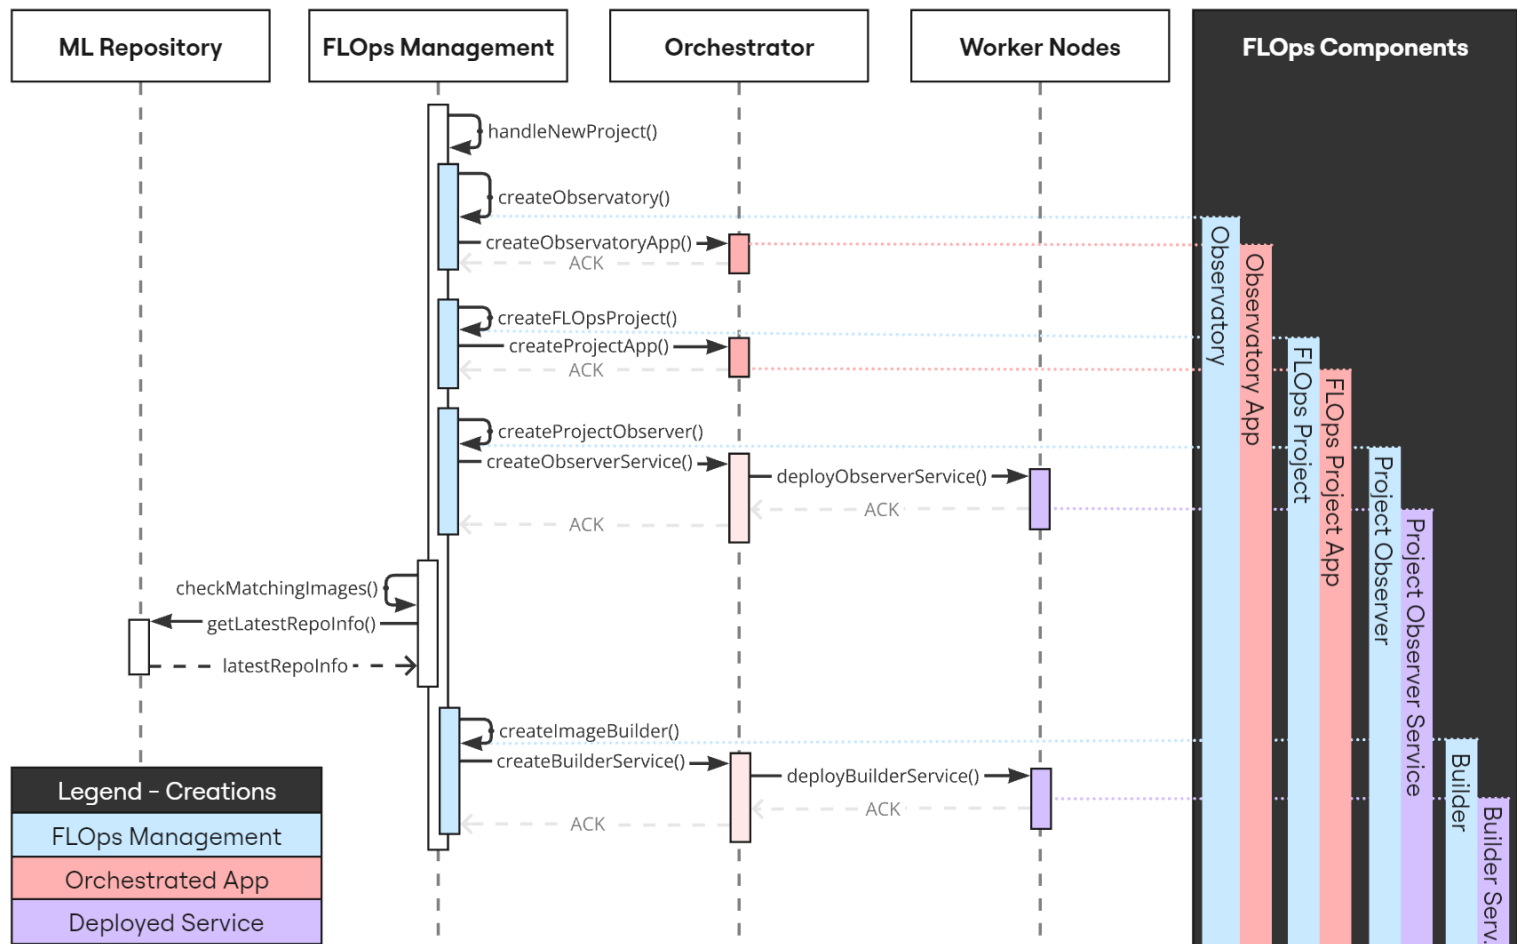 ML Repository
FLOps Management
Orchestrator
Worker Nodes
FLOps Components
handleNewProject()
createObservatory()
createObservatoryApp()
ACK
createFLOpsProject()
createProjectApp()
ACK
createProjectObserver()
createObserverService()
deployObserverService()
ACK
ACK
checkMatchingImages()
getLatestRepoInfo()
latestRepoInfo
createImageBuilder()
createBuilderService()
deployBuilderService()
ACK
ACK
Observatory
Observatory App
FLOps Project
FLOps Project App
Project Observer
Project Observer Service
Builder
Builder Serv.
Legend - Creations
FLOps Management
Orchestrated App
Deployed Service